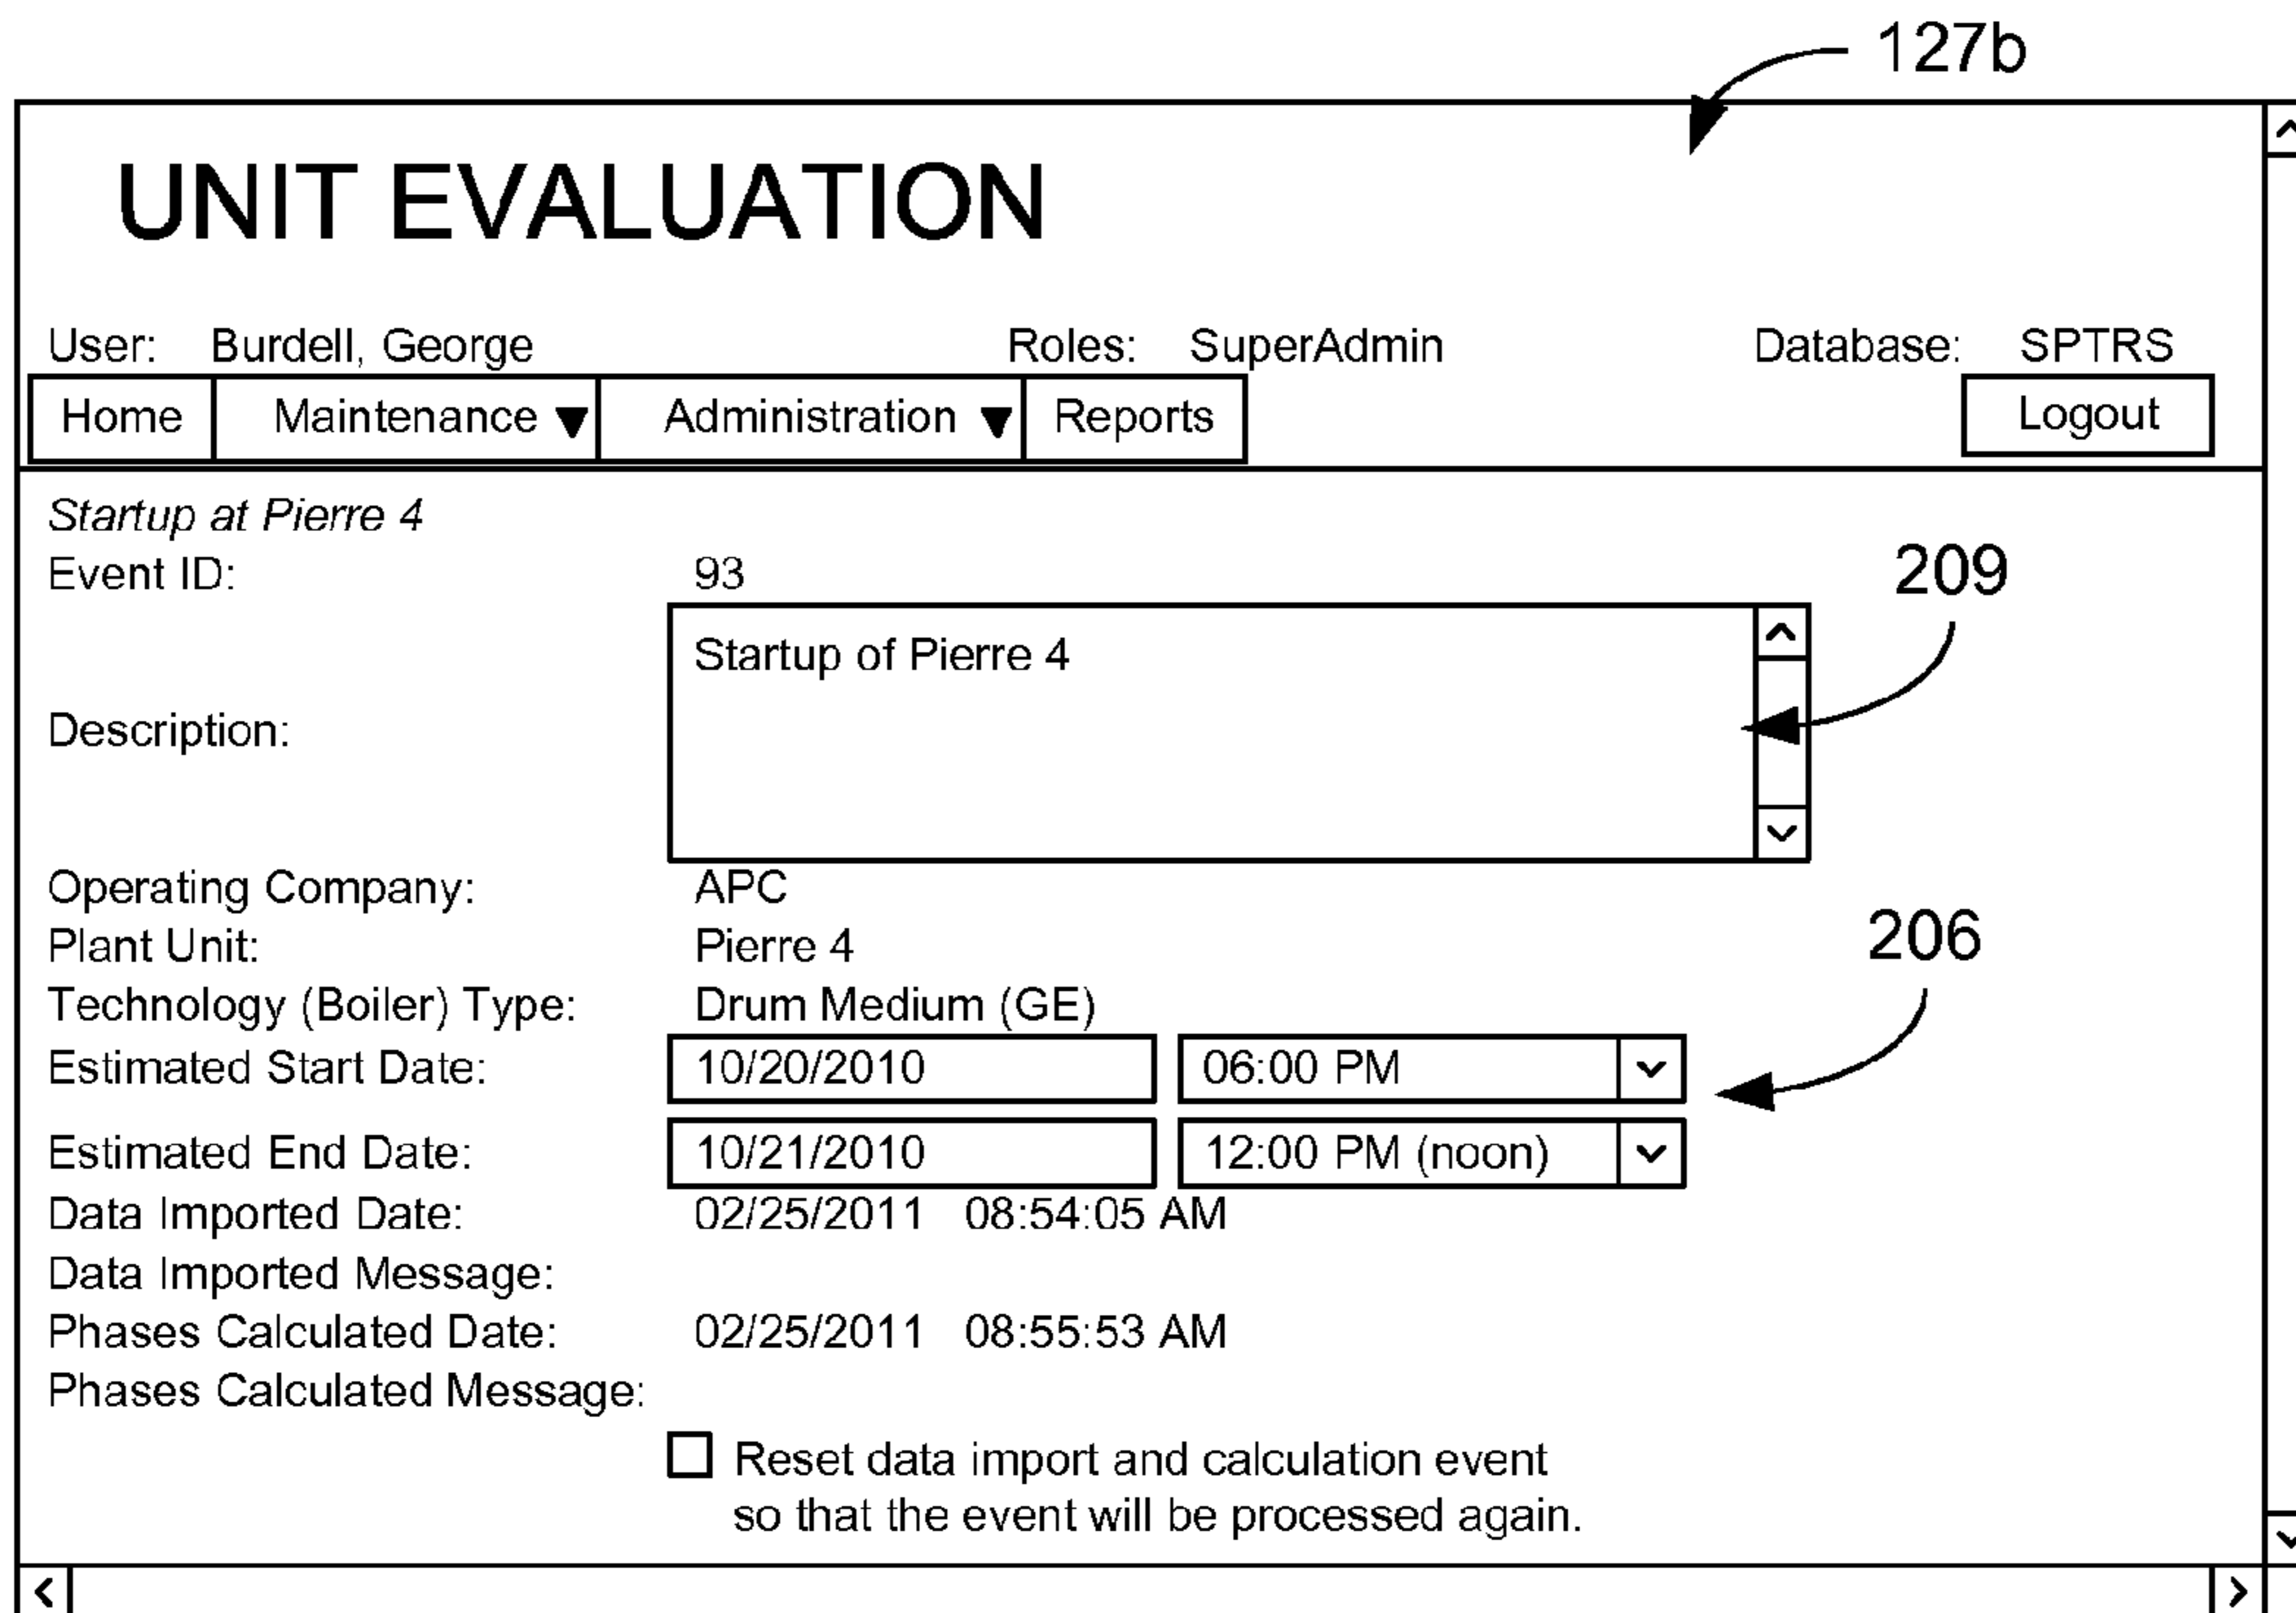 127b
UNIT EVALUATION
User: Burdell, George Roles: SuperAdmin Database: SPTRS
Home Maintenance Administration Reports Logout
Startup at Pierre 4
Event ID: 93
209
Startup of Pierre 4
Description:
Operating Company: APC
206
Plant Unit: Pierre 4
Technology (Boiler) Type: Drum Medium (GE)
Estimated Start Date: 10/20/2010 06:00 PM
Estimated End Date: 10/21/2010 12:00 PM (noon)
Data Imported Date: 02/25/2011 08:54:05 AM
Data Imported Message:
Phases Calculated Date: 02/25/2011 08:55:53 AM
Phases Calculated Message:
Reset data import and calculation event
so that the event will be processed again.